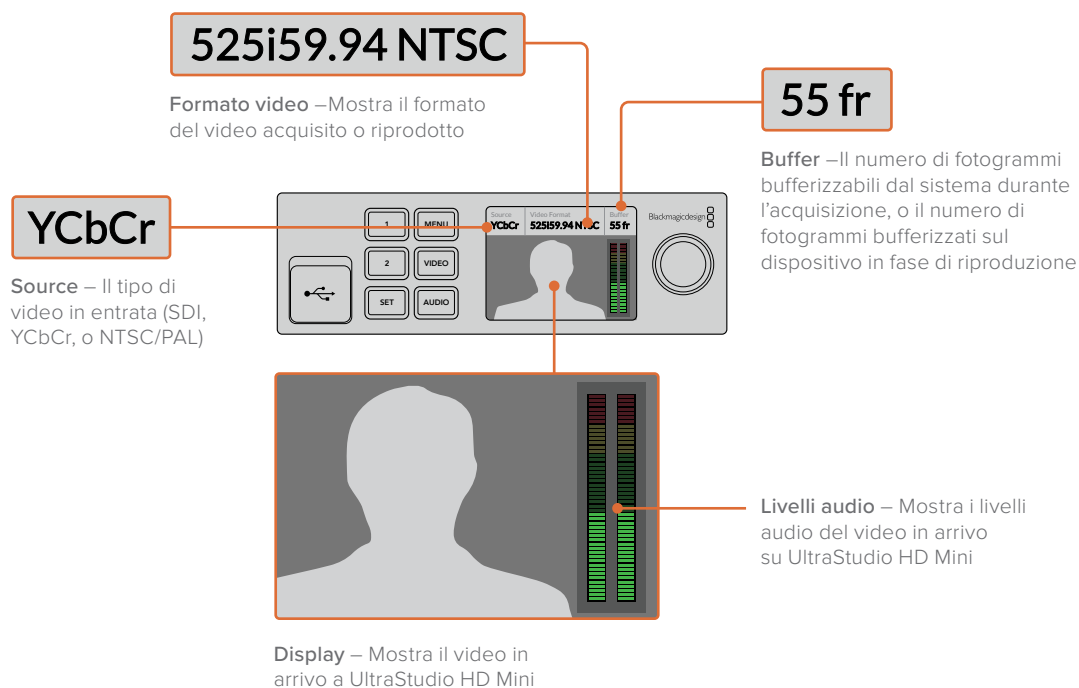 525i59.94 NTSC
Formato video –Mostra il formato
del video acquisito o riprodotto
55 fr
Buffer –Il numero di fotogrammi
bufferizzabili dal sistema durante
l'acquisizione, o il numero di
fotogrammi bufferizzati sul
dispositivo in fase di riproduzione
YCbCr
Source – Il tipo di
video in entrata (SDI,
YCbCr, o NTSC/PAL)
1 MENU
2 VIDEO
SET AUDIO
Source Video Format Buffer
YCbCr 525I59.94 NTSC 55 fr
Blackmagicdesign
Livelli audio – Mostra i livelli
audio del video in arrivo
su UltraStudio HD Mini
Display – Mostra il video in
arrivo a UltraStudio HD Mini